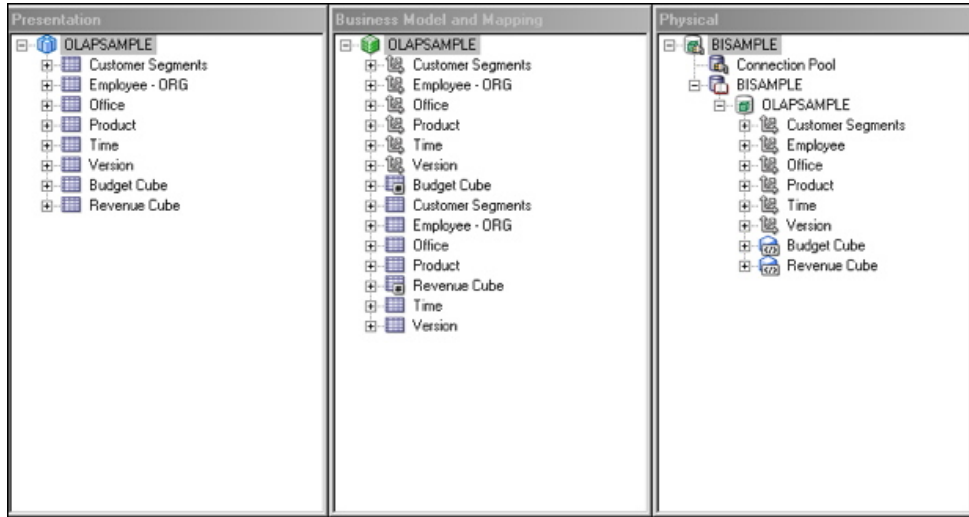 Presentation
OLAPSAMPLE
Customer Segments
Employee - ORG
Office
Product
Time
Version
Budget Cube
Revenue Cube
Business Model and Mapping
OLAPSAMPLE
Customer Segments
Employee - ORG
Office
Product
Time
Version
Budget Cube
Customer Segments
Employee - ORG
Office
Product
Revenue Cube
Time
Version
Physical
BISAMPLE
Connection Pool
BISAMPLE
OLAPSAMPLE
Customer Segments
Employee
Office
Product
Time
Version
Budget Cube
Revenue Cube